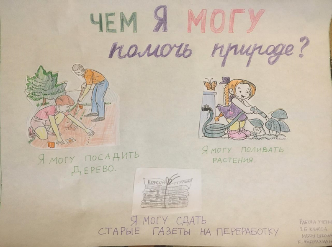 ЧЕМ Я МОГУ
помочь природе?
Я МОГУ ПОСАДИТЬ
ДЕРЕВО.
Я МОГУ ПОЛИВАТЬ
РАСТЕНИЯ.
Я МОГУ СДАТЬ
СТАРЫЕ ГАЗЕТЫ НА ПЕРЕРАБОТКУ